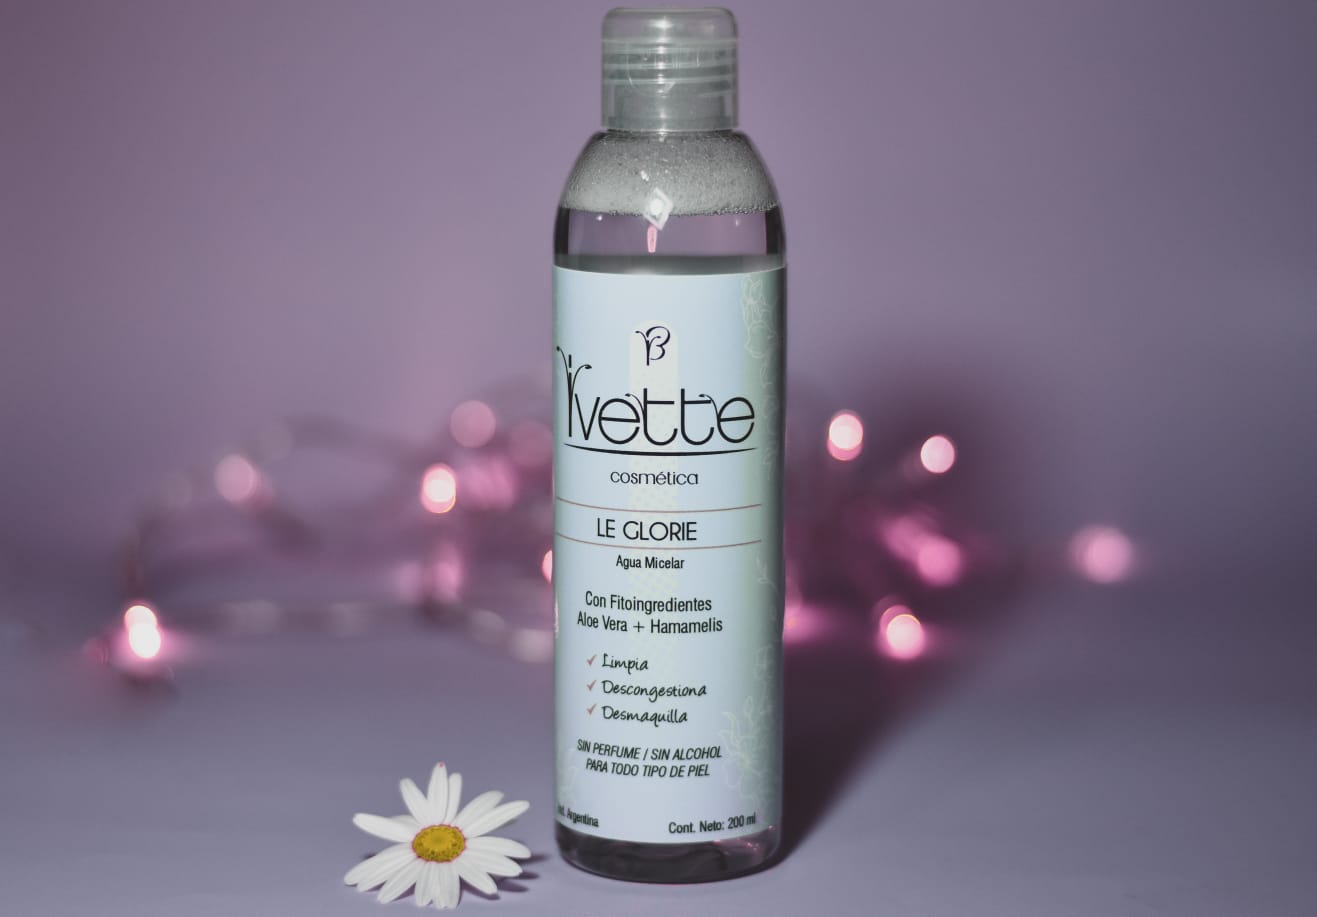 B
Yvette
cosmética
LE GLORIE
Agua Micelar
Con Fitoingredientes
Aloe Vera + Hamamelis
Limpia
Descongestiona
Desmaquilla
SIN PERFUME / SIN ALCOHOL
PARA TODO TIPO DE PIEL
Argentina
Cont. Neto: 200 ml